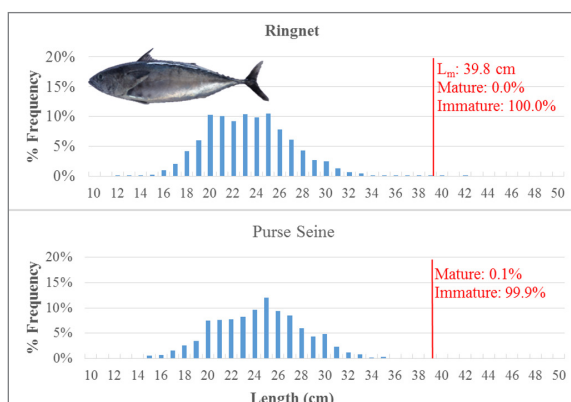 Ringnet
20%
15%
10%
5%
0%
% Frequency
Lm: 39.8 cm
Mature: 0.0%
Immature: 100.0%
10 12 14 16 18 20 22 24 26 28 30 32 34 36 38 40 42 44 46 48 50
Purse Seine
20%
15%
10%
5%
0%
% Frequency
Mature: 0.1%
Immature: 99.9%
10 12 14 16 18 20 22 24 26 28 30 32 34 36 38 40 42 44 46 48 50
Length (cm)